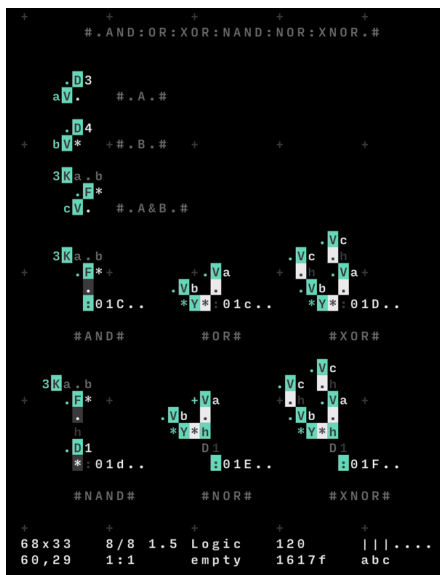 #.AND:OR:XOR:NAND:NOR:XNOR.#
.D3
aV. #.A.#
.D4
bV* #.B.#
3Ka.b
.F*
cV. #.A&B.#
.Vc
3Ka.b .Vc .h
.F* .Va .h .Va
. .Vb. .Vb .
:01C.. *Y*:01c.. *Y*:01D..
#AND# #OR# #XOR#
.Vc
3Ka.b .Vc .h
.F* +Va .h .Va
. .Vb. .Vb .
h *Y*h *Y*h
.D1 D1 D1
*:01d.. :01E.. :01F..
#NAND# #NOR# #XNOR#
68x33 8/8 1.5 Logic 120 |||....
60,29 1:1 empty 1617f abc